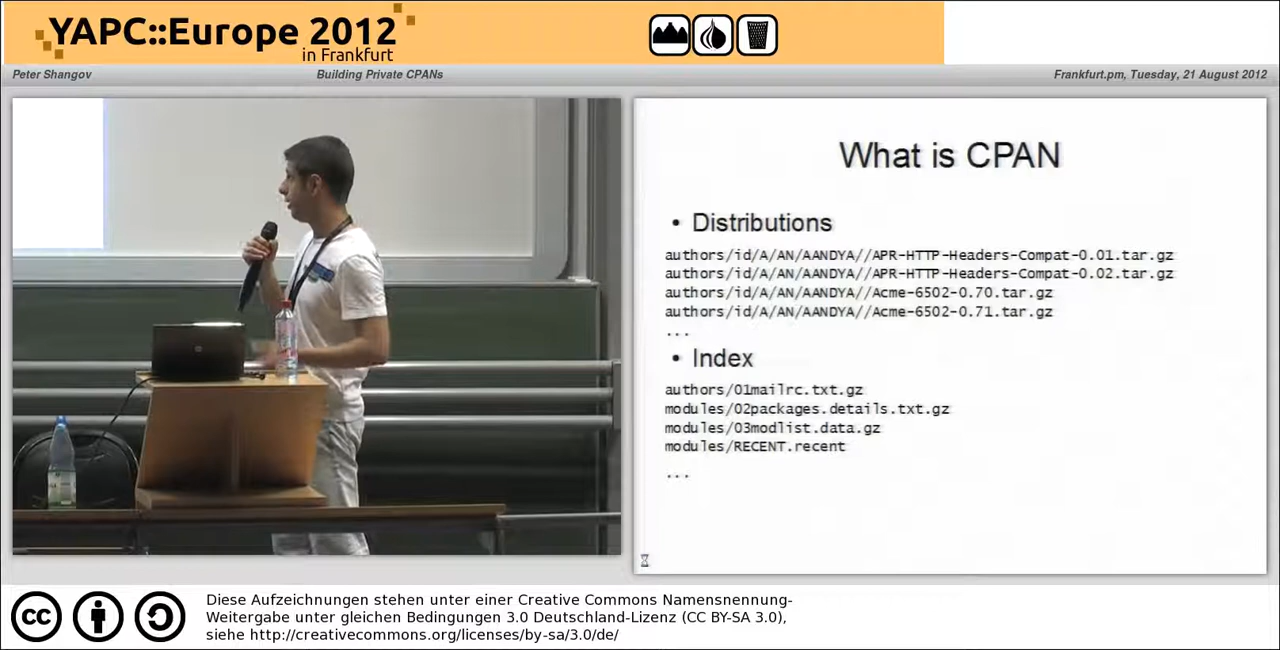 YAPC::Europe 2012
in Frankfurt
Peter Shangov
Building Private CPANs
Frankfurt.pm, Tuesday, 21 August 2012
What is CPAN
• Distributions
authors/id/A/AN/AANDYA//APR-HTTP-Headers-Compat-0.01.tar.gz
authors/id/A/AN/AANDYA//APR-HTTP-Headers-Compat-0.02.tar.gz
authors/id/A/AN/AANDYA//Acme-6502-0.70.tar.gz
authors/id/A/AN/AANDYA//Acme-6502-0.71.tar.gz
...
• Index
authors/01mailrc.txt.gz
modules/02packages.details.txt.gz
modules/03modlist.data.gz
modules/RECENT.recent
...
cc
Diese Aufzeichnungen stehen unter einer Creative Commons Namensnennung-
Weitergabe unter gleichen Bedingungen 3.0 Deutschland-Lizenz (CC BY-SA 3.0),
siehe http://creativecommons.org/licenses/by-sa/3.0/de/